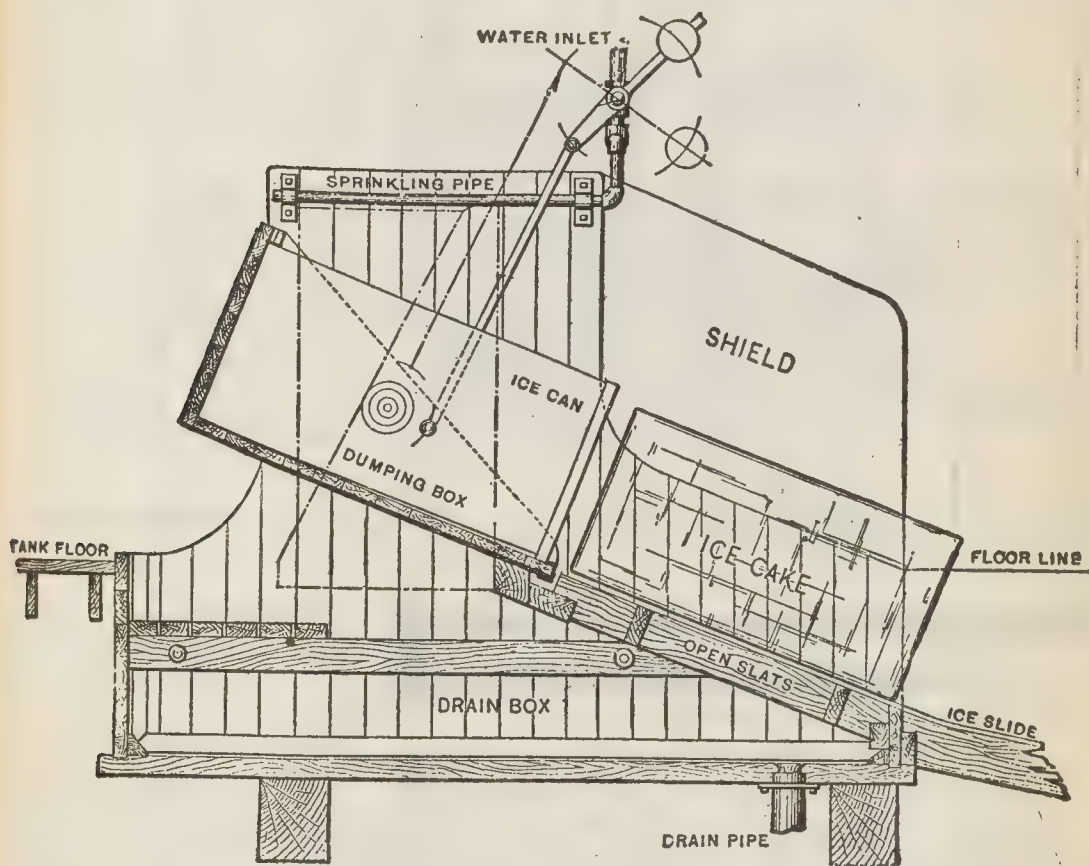 WATER INLET
SPRINKLING PIPE
SHIELD
ICE CAN
DUMPING BOX
TANK FLOOR
FLOOR LINE
ICE CAKE
OPEN SLATS
DRAIN BOX
ICE SLIDE
DRAIN PIPE